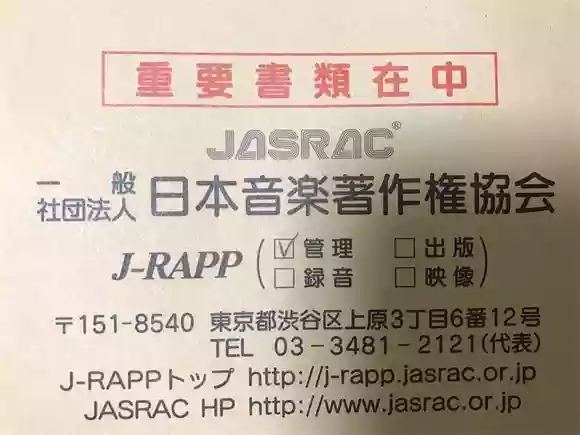 重要書類在中
JASRAC®
一般社団法人 日本音楽著作権協会
J-RAPP (☑管理 □出版
□録音 □映像)
〒151-8540 東京都渋谷区上原3丁目6番12号
TEL 03-3481-2121(代表)
J-RAPPトップ http://j-rapp.jasrac.or.jp
JASRAC HP http://www.jasrac.or.jp